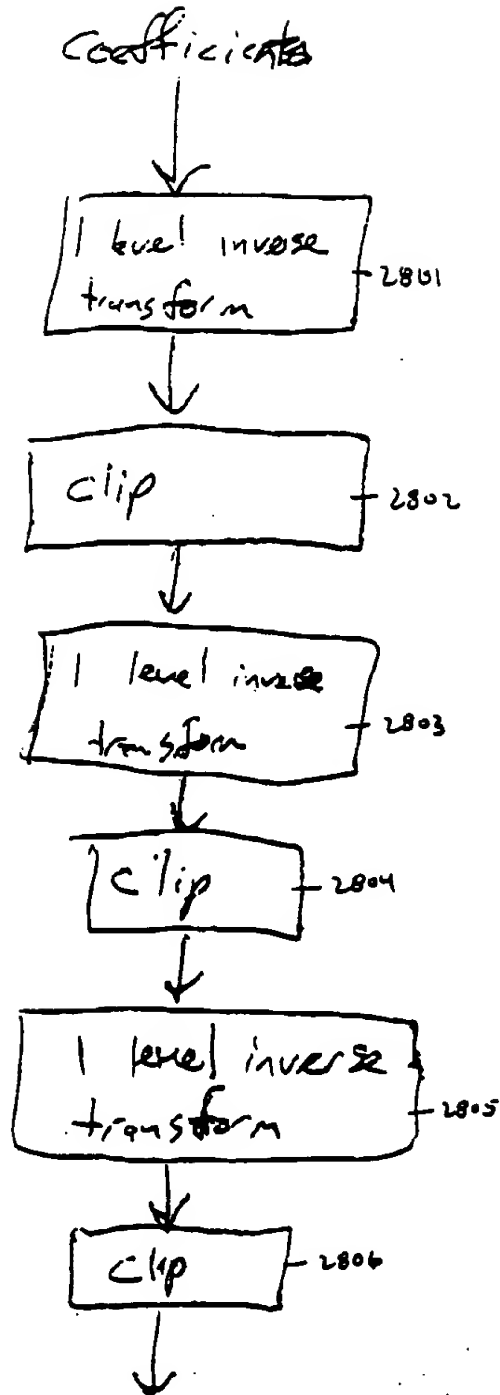 Coefficients
1 level inverse
transform
2801
clip
2802
1 level inverse
transform
2803
clip
2804
1 level inverse
transform
2805
clip
2806